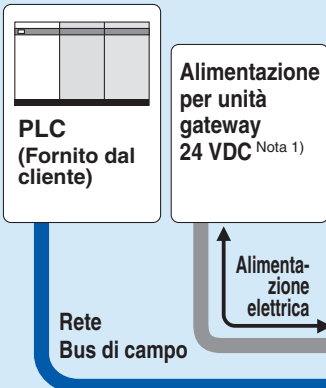 PLC
(Fornito dal
cliente)
Alimentazione
per unità
gateway
24 VDC Nota 1)
Alimenta-
zione
elettrica
Rete
Bus di campo